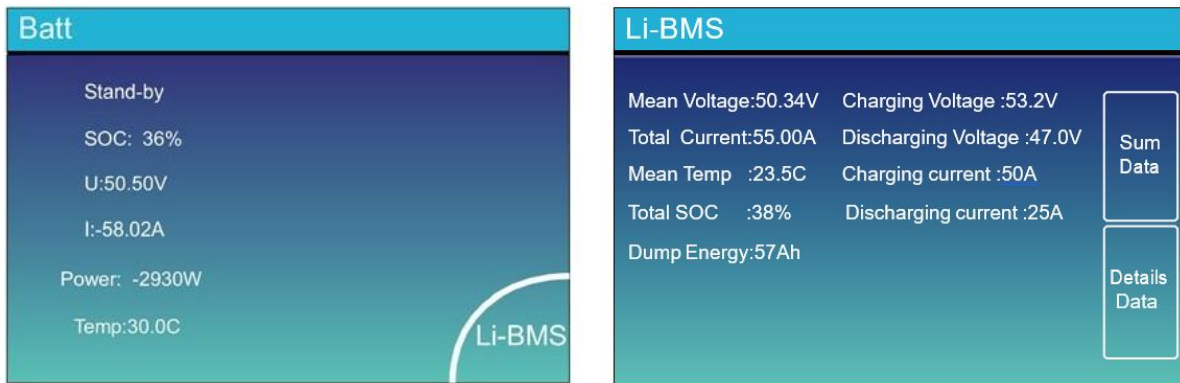 Batt
Stand-by
SOC: 36%
U:50.50V
I:-58.02A
Power: -2930W
Temp:30.0C
Li-BMS
Li-BMS
Mean Voltage:50.34V Charging Voltage :53.2V
Total Current:55.00A Discharging Voltage :47.0V
Mean Temp :23.5C Charging current :50A
Total SOC :38% Discharging current :25A
Dump Energy:57Ah
Sum
Data
Details
Data